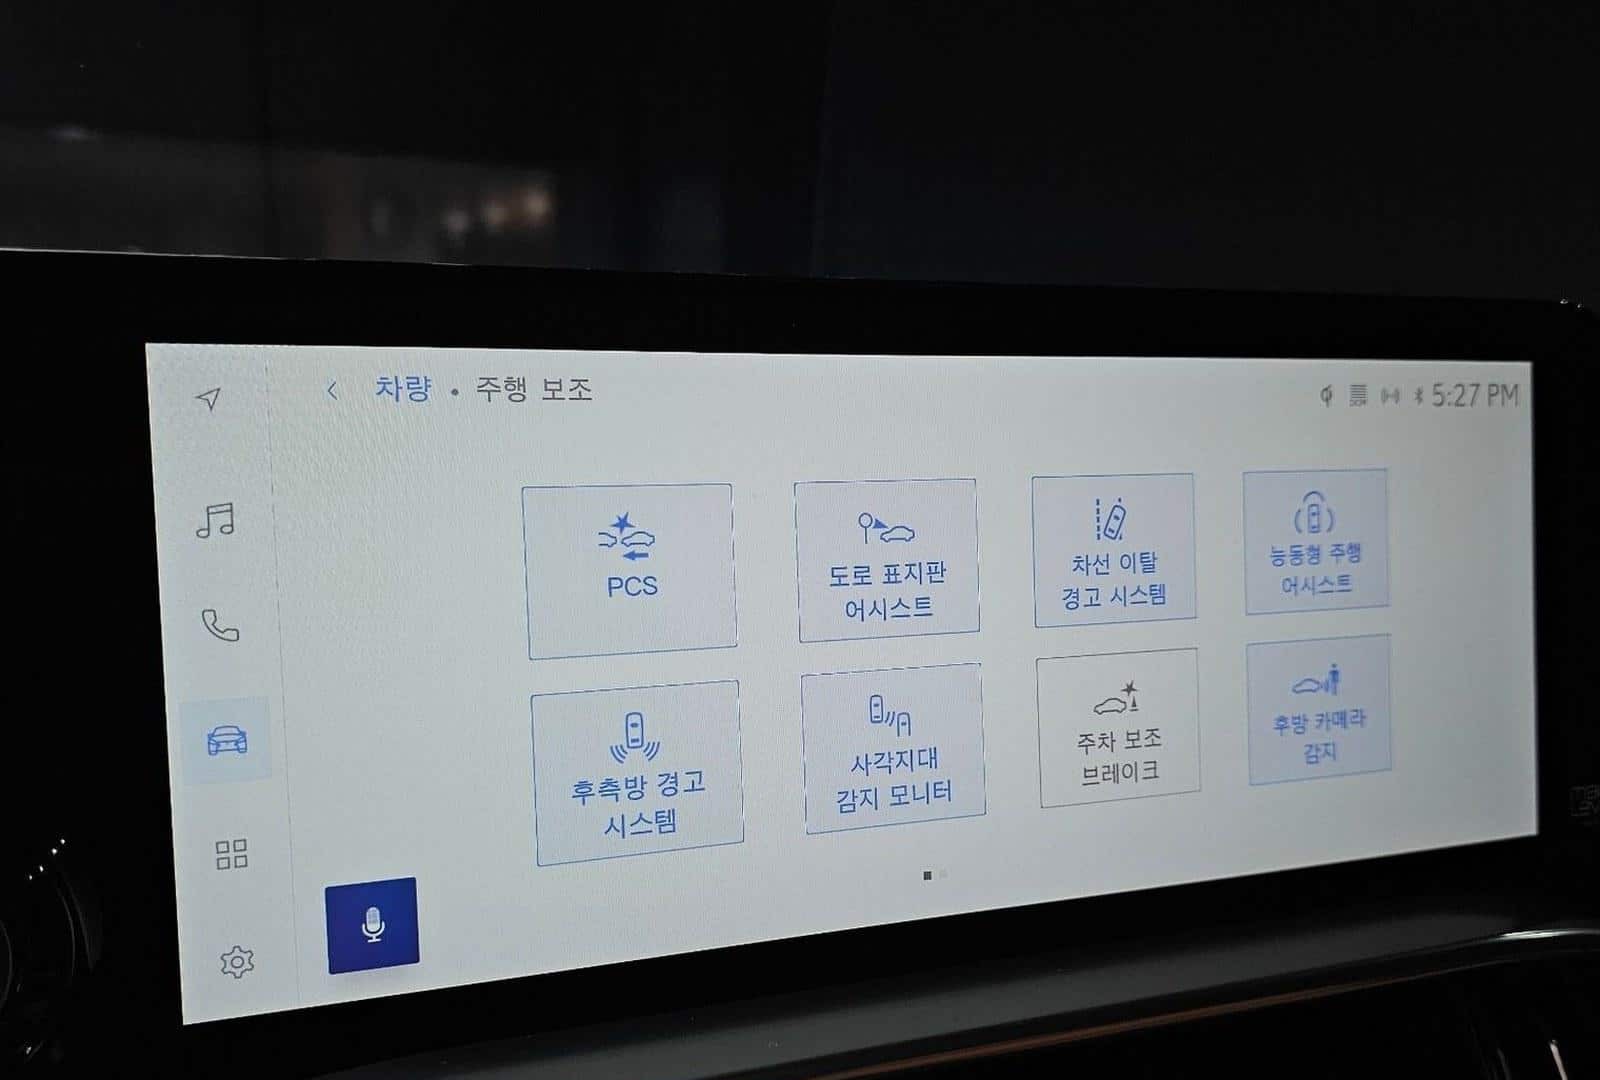 차량 • 주행 보조
5:27 PM
PCS
도로 표지판
어시스트
차선 이탈
경고 시스템
능동형 주행
어시스트
후측방 경고
시스템
사각지대
감지 모니터
주차 보조
브레이크
후방 카메라
감지